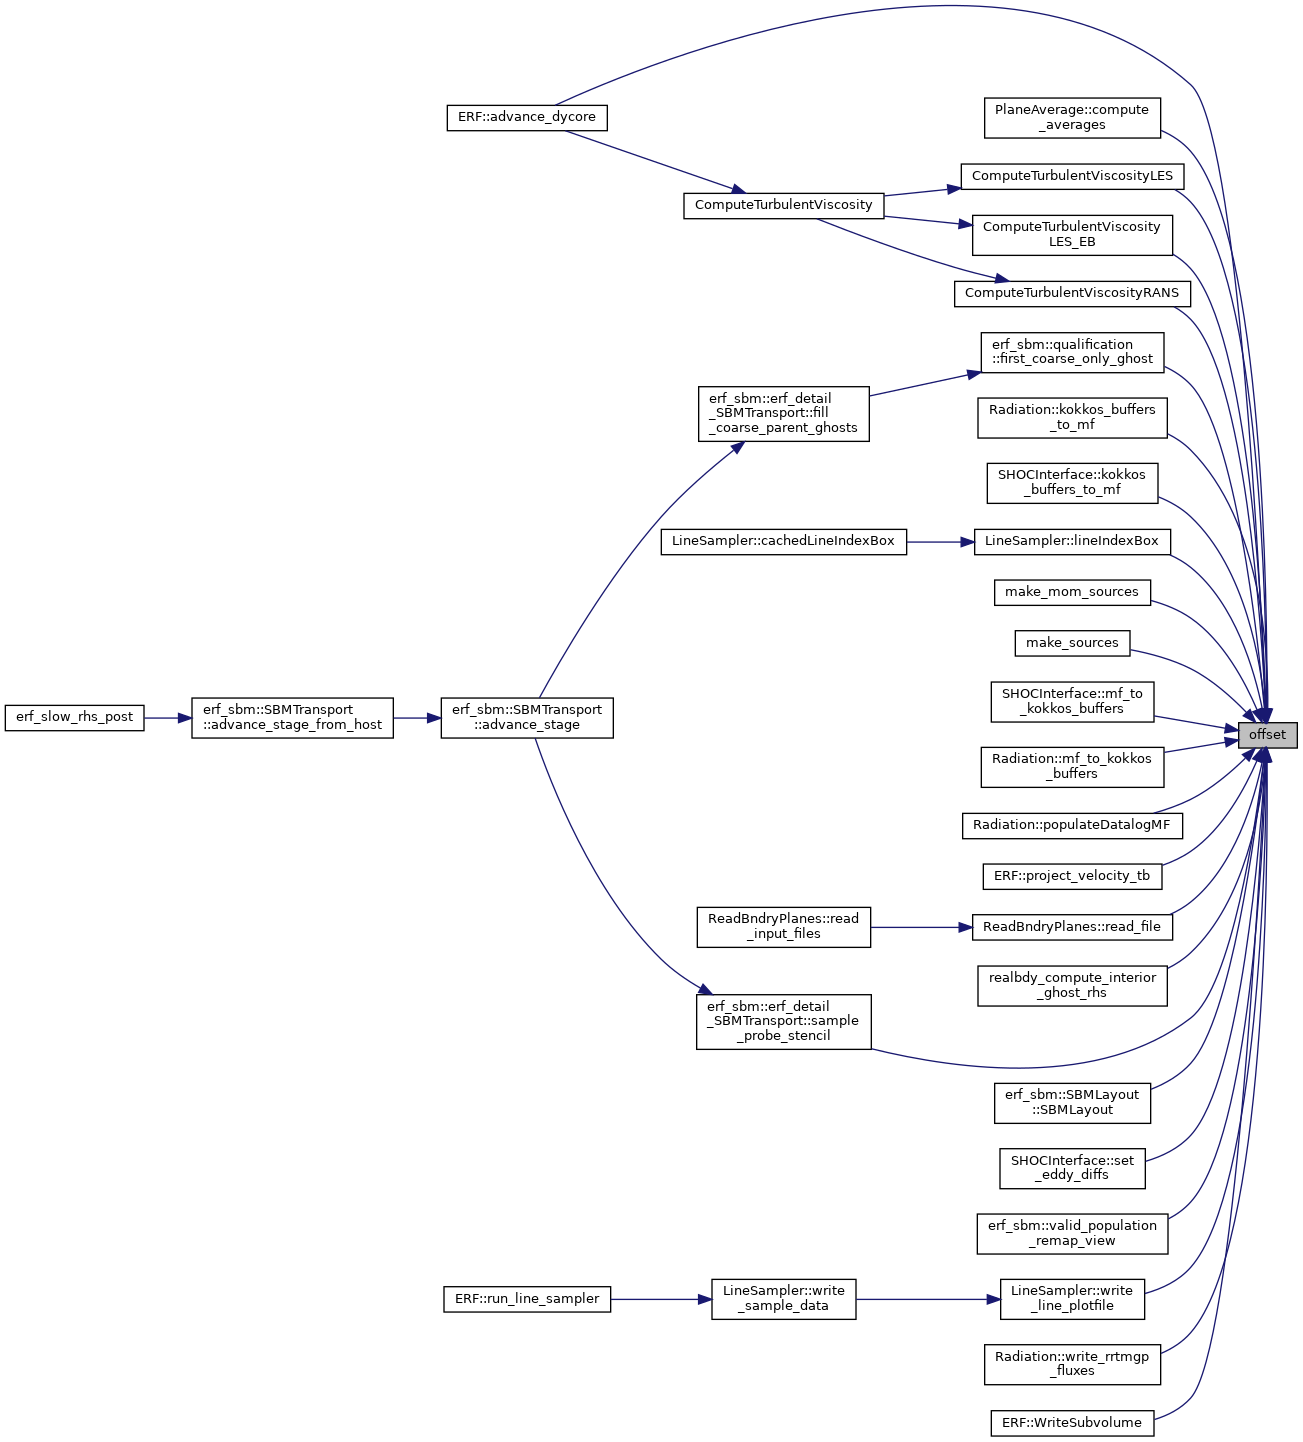 ERF::advance_dycore
PlaneAverage::compute
_averages
ComputeTurbulentViscosityLES
ComputeTurbulentViscosity
ComputeTurbulentViscosity
LES_EB
ComputeTurbulentViscosityRANS
erf_sbm::qualification
::first_coarse_only_ghost
erf_sbm::erf_detail
_SBMTransport::fill
_coarse_parent_ghosts
Radiation::kokkos_buffers
_to_mf
SHOCInterface::kokkos
_buffers_to_mf
LineSampler::cachedLineIndexBox
LineSampler::lineIndexBox
make_mom_sources
make_sources
SHOCInterface::mf_to
_kokkos_buffers
erf_slow_rhs_post
erf_sbm::SBMTransport
::advance_stage_from_host
erf_sbm::SBMTransport
::advance_stage
offset
Radiation::mf_to_kokkos
_buffers
Radiation::populateDatalogMF
ERF::project_velocity_tb
ReadBndryPlanes::read
_input_files
ReadBndryPlanes::read_file
realbdy_compute_interior
_ghost_rhs
erf_sbm::erf_detail
_SBMTransport::sample
_probe_stencil
erf_sbm::SBMLayout
::SBMLayout
SHOCInterface::set
_eddy_diffs
erf_sbm::valid_population
_remap_view
ERF::run_line_sampler
LineSampler::write
_sample_data
LineSampler::write
_line_plotfile
Radiation::write_rrtmgp
_fluxes
ERF::WriteSubvolume